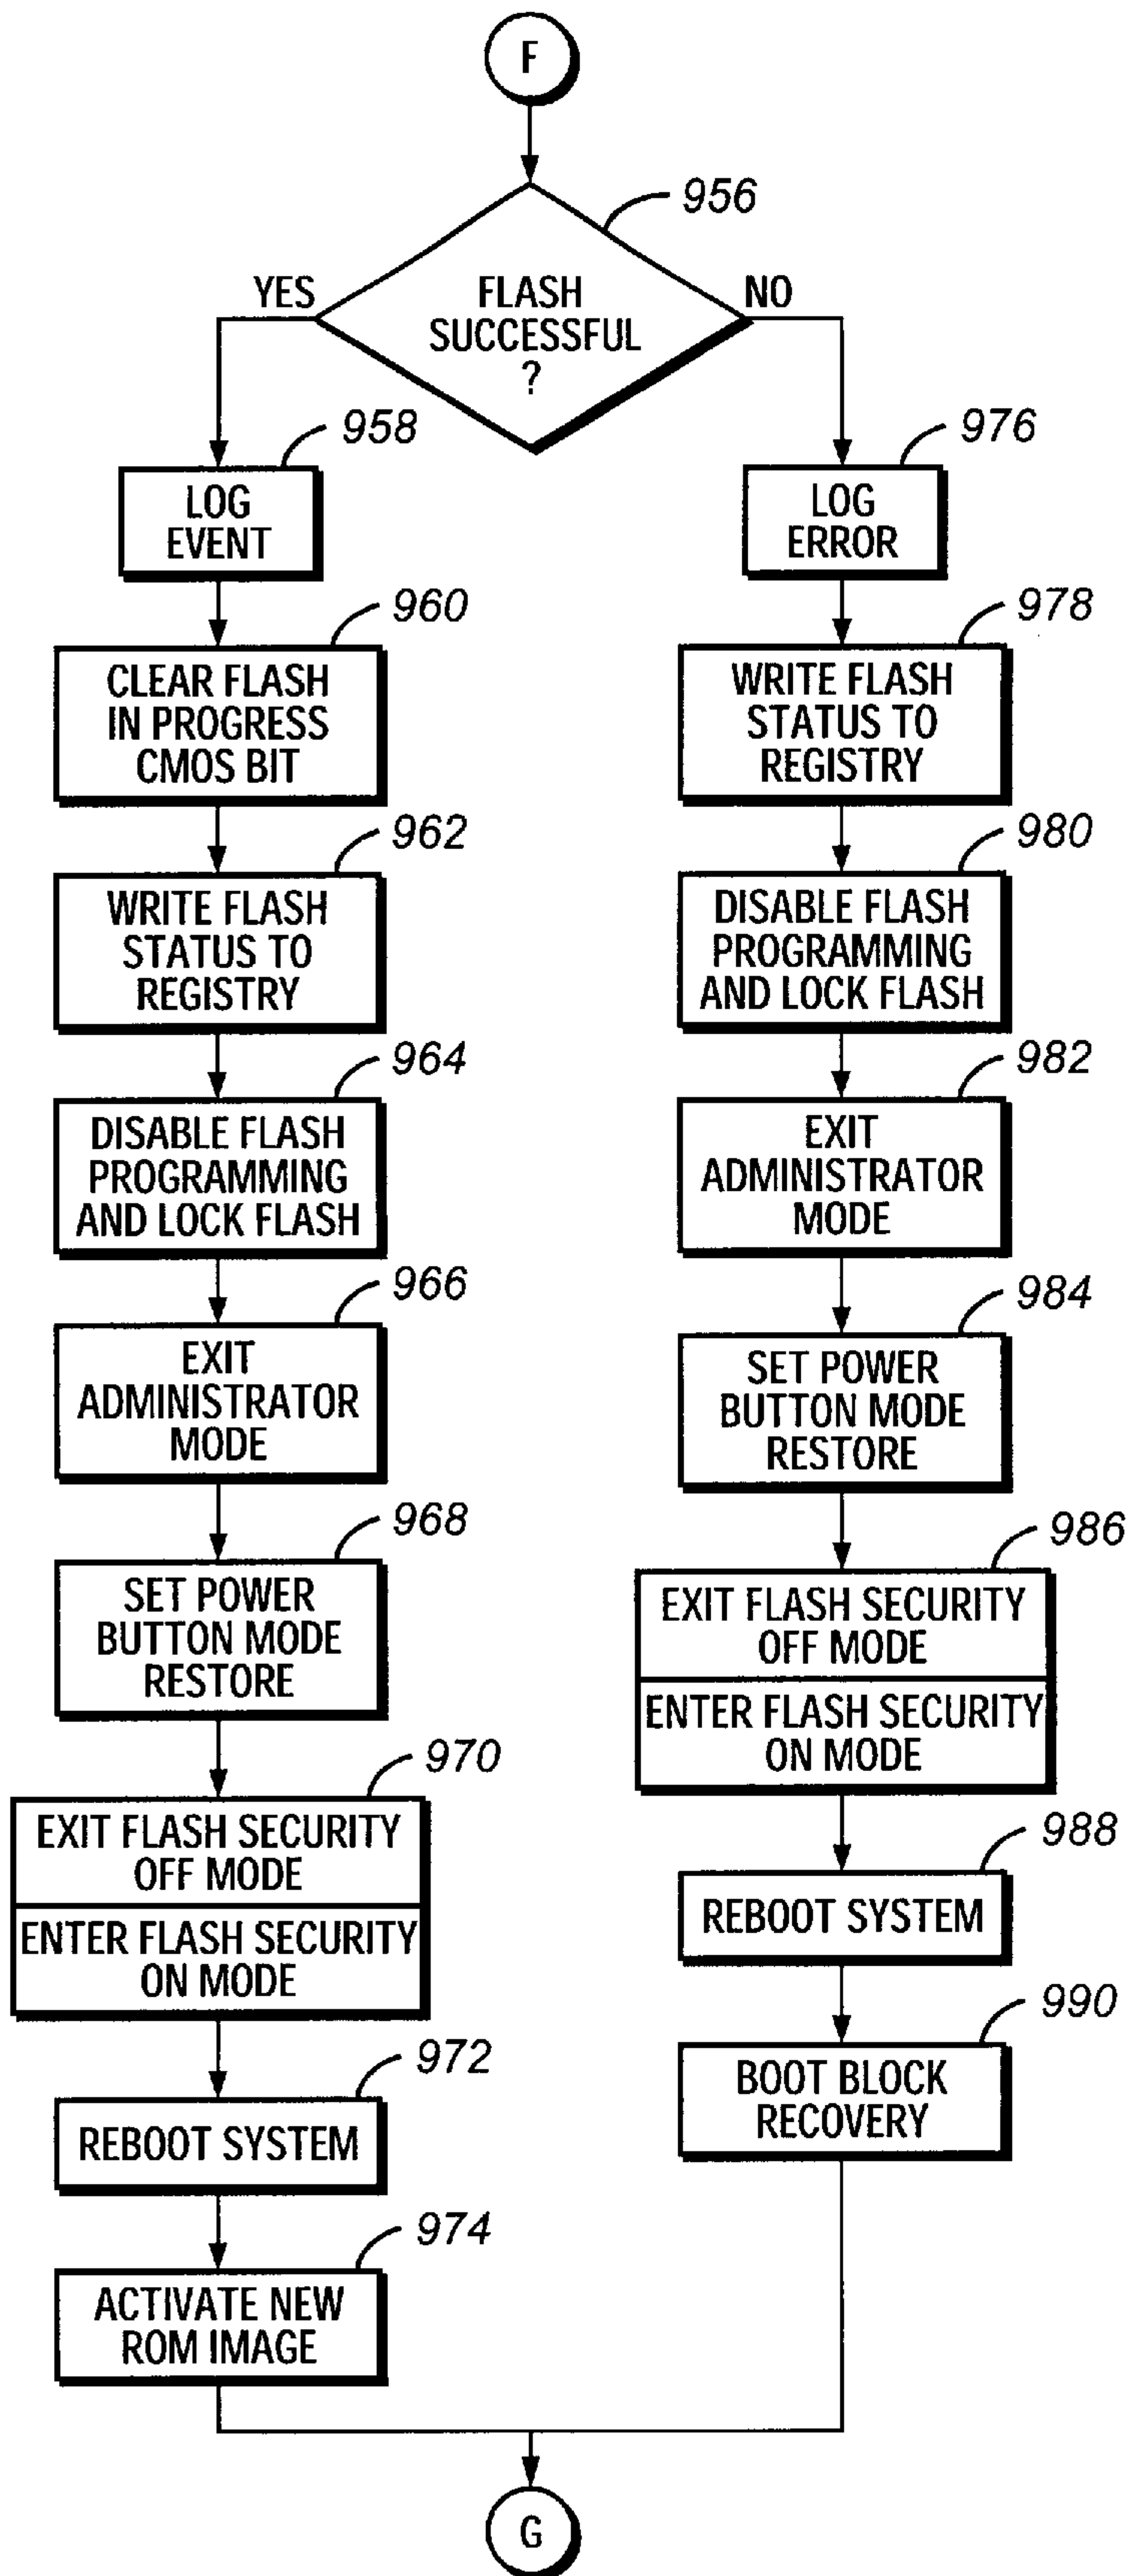 F
956
YES
FLASH
SUCCESSFUL
?
NO
958
LOG
EVENT
960
CLEAR FLASH
IN PROGRESS
CMOS BIT
962
WRITE FLASH
STATUS TO
REGISTRY
964
DISABLE FLASH
PROGRAMMING
AND LOCK FLASH
966
EXIT
ADMINISTRATOR
MODE
968
SET POWER
BUTTON MODE
RESTORE
970
EXIT FLASH SECURITY
OFF MODE
ENTER FLASH SECURITY
ON MODE
972
REBOOT SYSTEM
974
ACTIVATE NEW
ROM IMAGE
976
LOG
ERROR
978
WRITE FLASH
STATUS TO
REGISTRY
980
DISABLE FLASH
PROGRAMMING
AND LOCK FLASH
982
EXIT
ADMINISTRATOR
MODE
984
SET POWER
BUTTON MODE
RESTORE
986
EXIT FLASH SECURITY
OFF MODE
ENTER FLASH SECURITY
ON MODE
988
REBOOT SYSTEM
990
BOOT BLOCK
RECOVERY
G